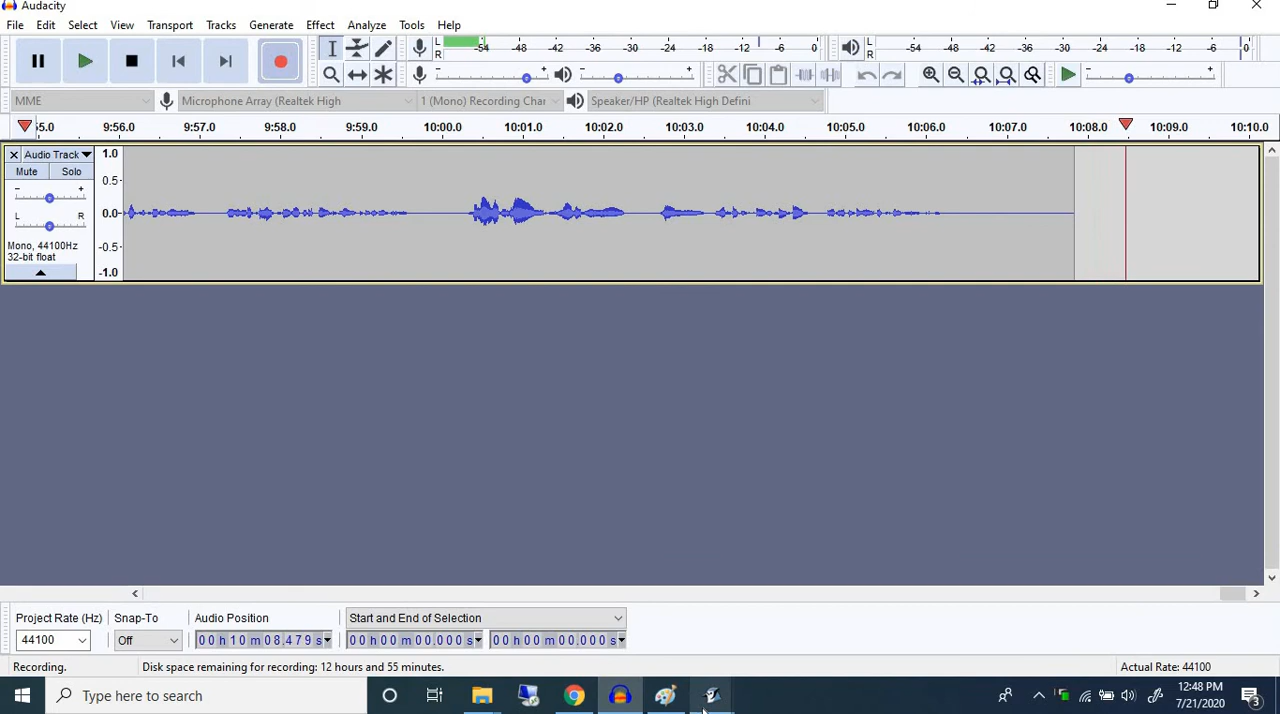 Audacity
File Edit Select View Transport Tracks Generate Effect Analyze Tools Help
L R -54 -48 -42 -36 -30 -24 -18 -12 -6 0 L R -54 -48 -42 -36 -30 -24 -18 -12 -6 0
- + - + - +
MME Microphone Array (Realtek High 1 (Mono) Recording Chan Speaker/HP (Realtek High Defini
55.0 9:56.0 9:57.0 9:58.0 9:59.0 10:00.0 10:01.0 10:02.0 10:03.0 10:04.0 10:05.0 10:06.0 10:07.0 10:08.0 10:09.0 10:10.0
× Audio Track 1.0
Mute Solo
0.5
- +
L R 0.0
Mono, 44100Hz -0.5
32-bit float
-1.0
Project Rate (Hz) Snap-To Audio Position Start and End of Selection
44100 Off 00h10m08.479s 00h00m00.000s 00h00m00.000s
Recording. Disk space remaining for recording: 12 hours and 55 minutes. Actual Rate: 44100
Type here to search 12:48 PM
7/21/2020 3